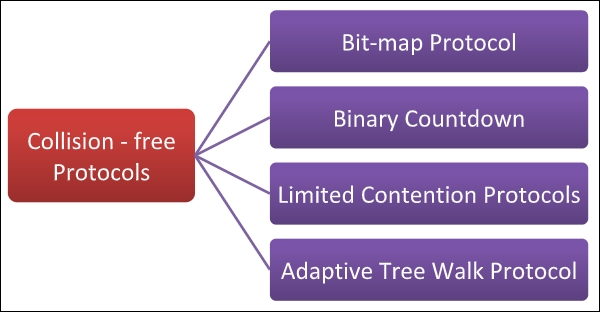 Collision - free
Protocols
Bit-map Protocol
Binary Countdown
Limited Contention Protocols
Adaptive Tree Walk Protocol